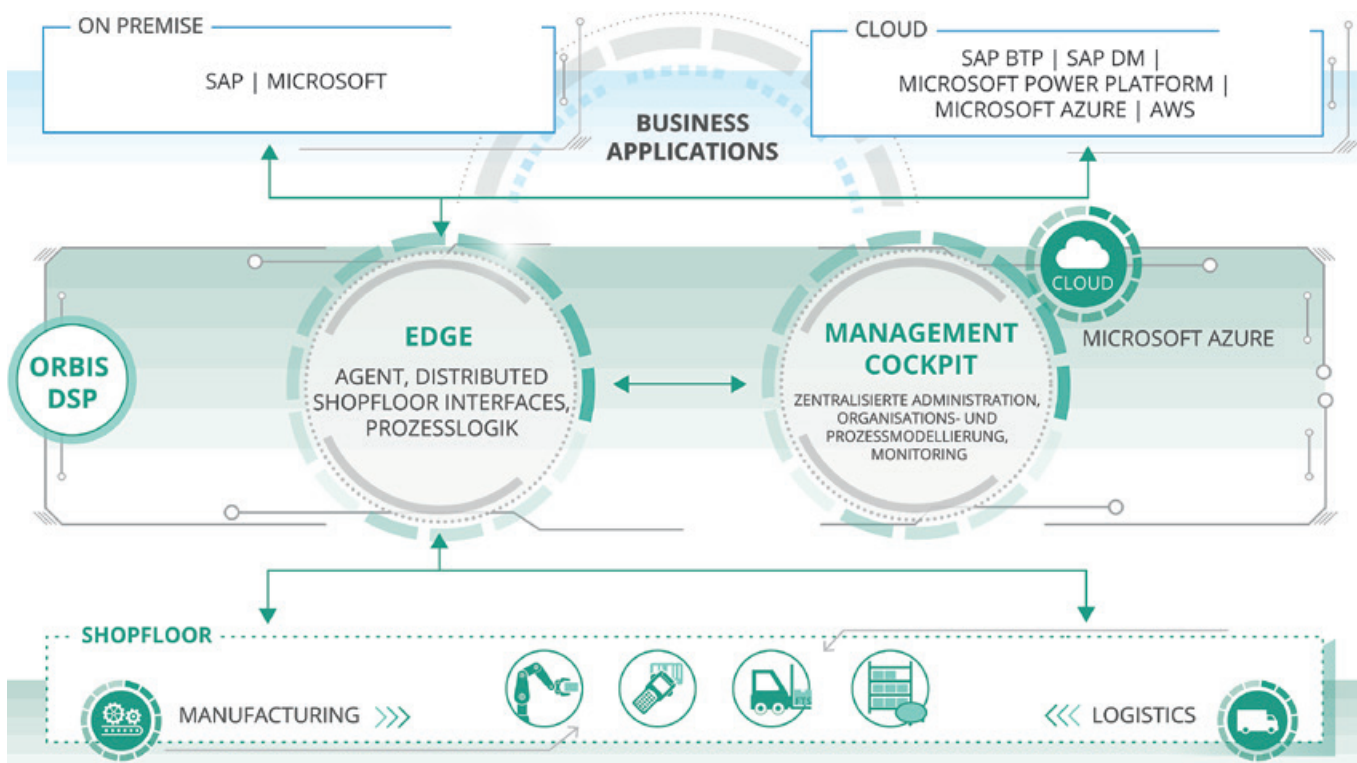 ON PREMISE
SAP | MICROSOFT
CLOUD
SAP BTP | SAP DM |
MICROSOFT POWER PLATFORM |
MICROSOFT AZURE | AWS
BUSINESS
APPLICATIONS
ORBIS
DSP
EDGE
AGENT, DISTRIBUTED
SHOPFLOOR INTERFACES,
PROZESSLOGIK
MANAGEMENT
COCKPIT
ZENTRALISIERTE ADMINISTRATION,
ORGANISATIONS- UND
PROZESSMODELLIERUNG,
MONITORING
CLOUD
MICROSOFT AZURE
SHOPFLOOR
MANUFACTURING
LOGISTICS